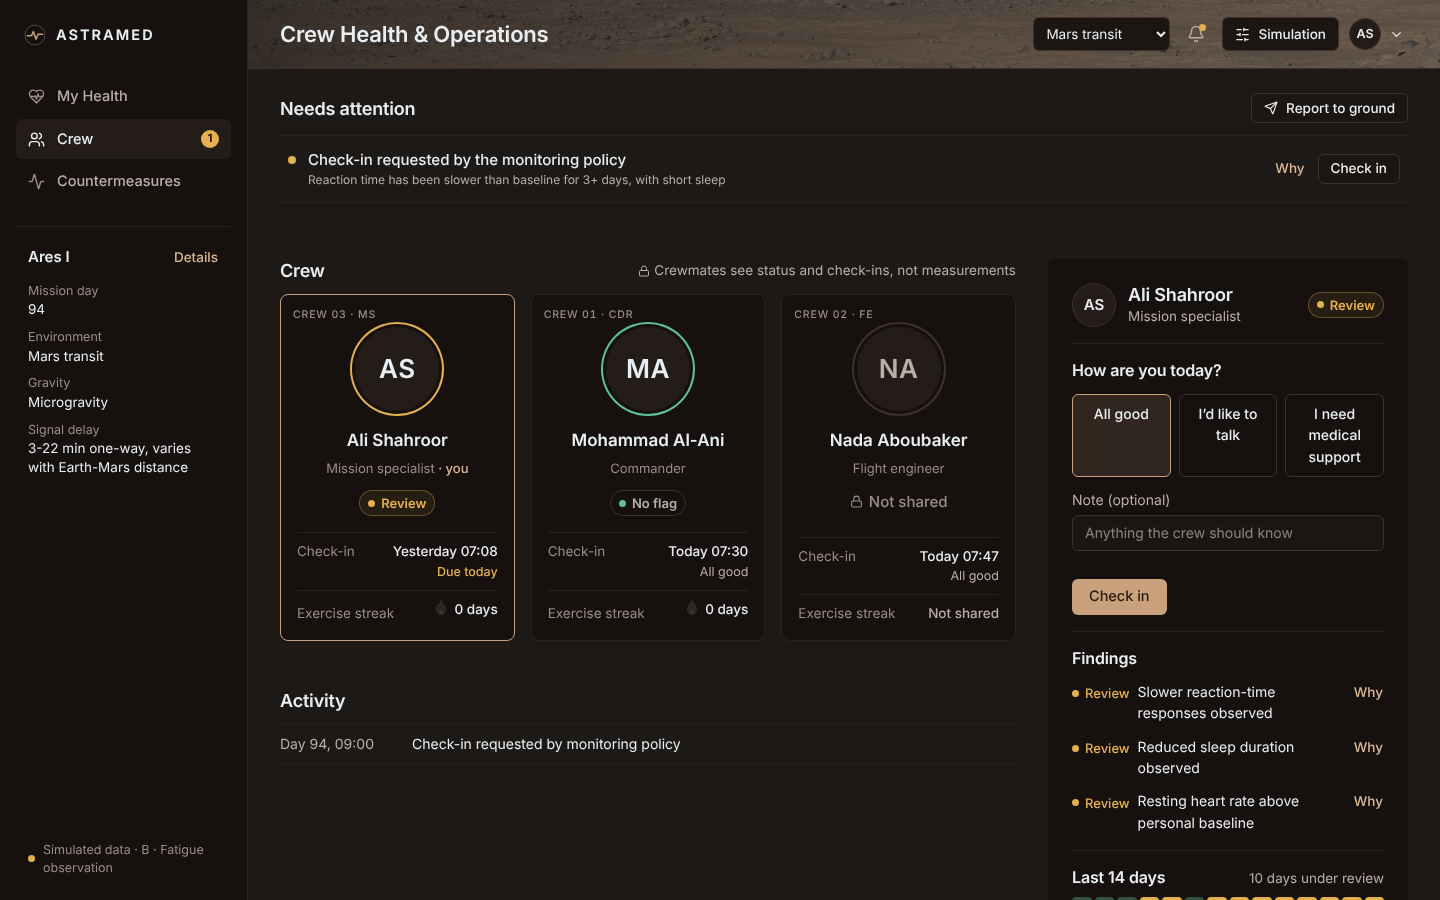 ASTRAMED
My Health
Crew
1
Countermeasures
Ares I
Details
Mission day
94
Environment
Mars transit
Gravity
Microgravity
Signal delay
3-22 min one-way, varies
with Earth-Mars distance
Simulated data · B · Fatigue
observation
Crew Health & Operations
Mars transit
Simulation
AS
Needs attention
Report to ground
Check-in requested by the monitoring policy
Reaction time has been slower than baseline for 3+ days, with short sleep
Why
Check in
Crew
Crewmates see status and check-ins, not measurements
CREW 03 · MS
AS
Ali Shahroor
Mission specialist · you
Review
Check-in
Yesterday 07:08
Due today
Exercise streak
0 days
CREW 01 · CDR
MA
Mohammad Al-Ani
Commander
No flag
Check-in
Today 07:30
All good
Exercise streak
0 days
CREW 02 · FE
NA
Nada Aboubaker
Flight engineer
Not shared
Check-in
Today 07:47
All good
Exercise streak
Not shared
Activity
Day 94, 09:00
Check-in requested by monitoring policy
AS
Ali Shahroor
Mission specialist
Review
How are you today?
All good
I’d like to
talk
I need
medical
support
Note (optional)
Anything the crew should know
Check in
Findings
Review
Slower reaction-time
responses observed
Why
Review
Reduced sleep duration
observed
Why
Review
Resting heart rate above
personal baseline
Why
Last 14 days
10 days under review